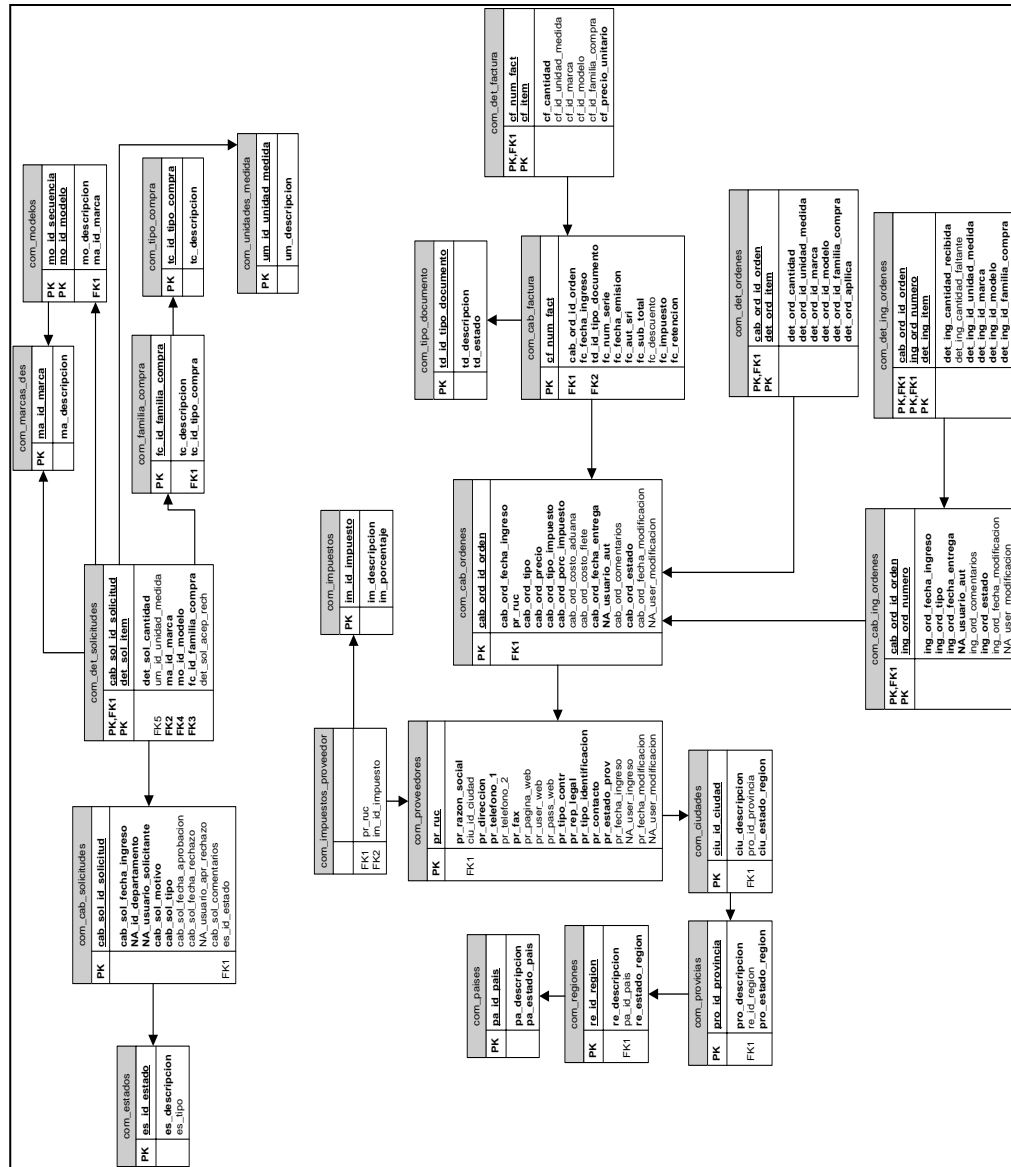 com_estados
PK es_id_estado
es_descripcion
es_tipo
com_cab_solicitudes
PK cab_sol_id_solicitud
cab_sol_fecha_ingreso
NA_id_departamento
NA_usuario_solicitante
cab_sol_motivo
cab_sol_tipo
cab_sol_fecha_aprobacion
cab_sol_fecha_rechazo
NA_usuario_apr_rechazo
cab_sol_comentarios
FK1 es_id_estado
com_det_solicitudes
PK,FK1 cab_sol_id_solicitud
PK det_sol_item
det_sol_cantidad
FK5 um_id_unidad_medida
FK2 ma_id_marca
FK4 mo_id_modelo
FK3 fc_id_familia_compra
det_sol_acep_rech
com_marcas_des
PK ma_id_marca
ma_descripcion
com_modelos
PK mo_id_secuencia
PK mo_id_modelo
mo_descripcion
FK1 ma_id_marca
com_familia_compra
PK fc_id_familia_compra
tc_descripcion
FK1 tc_id_tipo_compra
com_tipo_compra
PK tc_id_tipo_compra
tc_descripcion
com_unidades_medida
PK um_id_unidad_medida
um_descripcion
com_impuestos_proveedor
FK1 pr_ruc
FK2 im_id_impuesto
com_impuestos
PK im_id_impuesto
im_descripcion
im_porcentaje
com_paises
PK pa_id_pais
pa_descripcion
pa_estado_pais
com_regiones
PK re_id_region
re_descripcion
FK1 pa_id_pais
re_estado_region
com_provicias
PK pro_id_provincia
pro_descripcion
FK1 re_id_region
pro_estado_region
com_ciudades
PK ciu_id_ciudad
ciu_descripcion
FK1 pro_id_provincia
ciu_estado_region
com_proveedores
PK pr_ruc
pr_razon_social
FK1 ciu_id_ciudad
pr_direccion
pr_telefono_1
pr_telefono_2
pr_fax
pr_pagina_web
pr_user_web
pr_pass_web
pr_tipo_contr
pr_rep_legal
pr_tipo_identificacion
pr_contacto
pr_estado_prov
pr_fecha_ingreso
NA_user_ingreso
pr_fecha_modificacion
NA_user_modificacion
com_cab_ordenes
PK cab_ord_id_orden
cab_ord_fecha_ingreso
FK1 pr_ruc
cab_ord_tipo
cab_ord_precio
cab_ord_tipo_impuesto
cab_ord_porc_impuesto
cab_ord_costo_aduana
cab_ord_costo_flete
cab_ord_fecha_entrega
NA_usuario_aut
cab_ord_comentarios
cab_ord_estado
cab_ord_fecha_modificacion
NA_user_modificacion
com_tipo_documento
PK td_id_tipo_documento
td_descripcion
td_estado
com_cab_factura
PK cf_num_fact
FK1 cab_ord_id_orden
fc_fecha_ingreso
FK2 td_id_tipo_documento
fc_num_serie
fc_fecha_emision
fc_aut_sri
fc_sub_total
fc_descuento
fc_impuesto
fc_retencion
com_det_factura
PK,FK1 cf_num_fact
PK cf_item
cf_cantidad
cf_id_unidad_medida
cf_id_marca
cf_id_modelo
cf_id_familia_compra
cf_precio_unitario
com_det_ordenes
PK,FK1 cab_ord_id_orden
PK det_ord_item
det_ord_cantidad
det_ord_id_unidad_medida
det_ord_id_marca
det_ord_id_modelo
det_ord_id_familia_compra
det_ord_apllica
com_cab_ing_ordenes
PK,FK1 cab_ord_id_orden
PK ing_ord_numero
ing_ord_fecha_ingreso
ing_ord_tipo
ing_ord_fecha_entrega
NA_usuario_aut
ing_ord_comentarios
ing_ord_estado
ing_ord_fecha_modificacion
NA_user_modificacion
com_det_ing_ordenes
PK,FK1 cab_ord_id_orden
PK,FK1 ing_ord_numero
PK det_ing_item
det_ing_cantidad_recibida
det_ing_cantidad_faltante
det_ing_id_unidad_medida
det_ing_id_marca
det_ing_id_modelo
det_ing_id_familia_compra